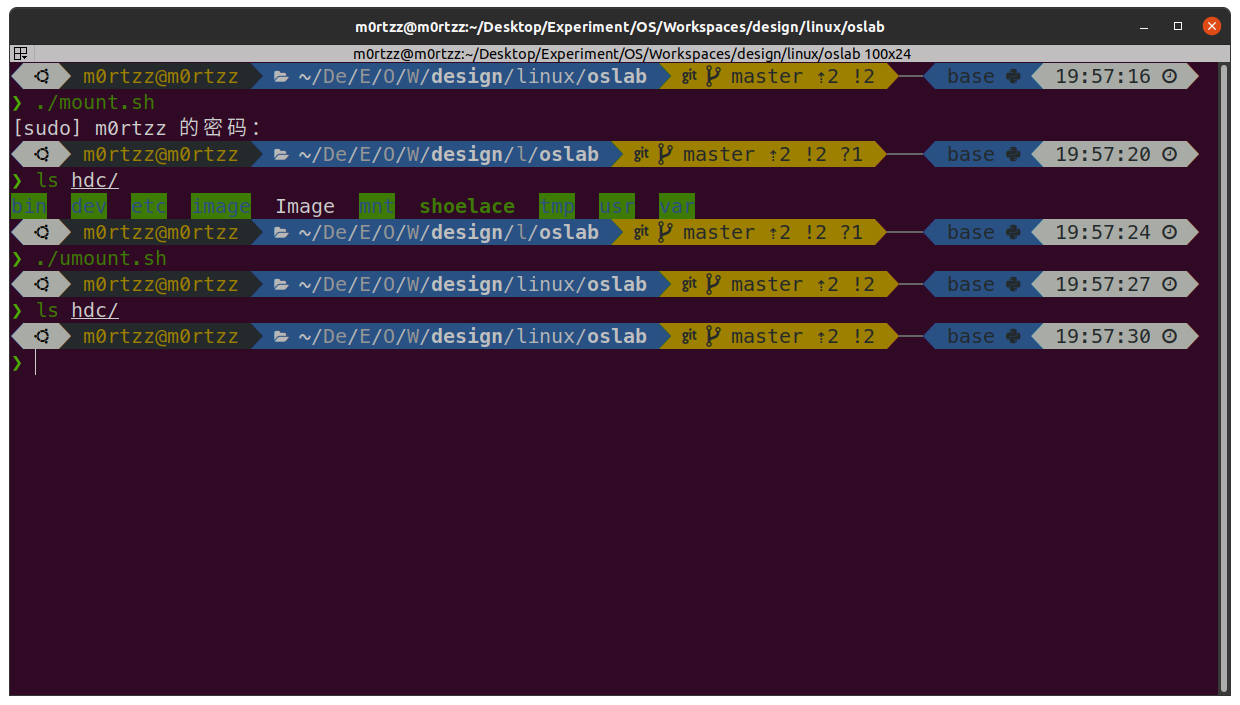 m0rtzz@m0rtzz:~/Desktop/Experiment/OS/Workspaces/design/linux/oslab
m0rtzz@m0rtzz:~/Desktop/Experiment/OS/Workspaces/design/linux/oslab 100x24
m0rtzz@m0rtzz ~/De/E/O/W/design/linux/oslab git master ⇡2 !2 base 19:57:16
❯ ./mount.sh
[sudo] m0rtzz 的密码：
m0rtzz@m0rtzz ~/De/E/O/W/design/l/oslab git master ⇡2 !2 ?1 base 19:57:20
❯ ls hdc/
bin dev etc image Image mnt shoelace tmp usr var
m0rtzz@m0rtzz ~/De/E/O/W/design/l/oslab git master ⇡2 !2 ?1 base 19:57:24
❯ ./umount.sh
m0rtzz@m0rtzz ~/De/E/O/W/design/linux/oslab git master ⇡2 !2 base 19:57:27
❯ ls hdc/
m0rtzz@m0rtzz ~/De/E/O/W/design/linux/oslab git master ⇡2 !2 base 19:57:30
❯